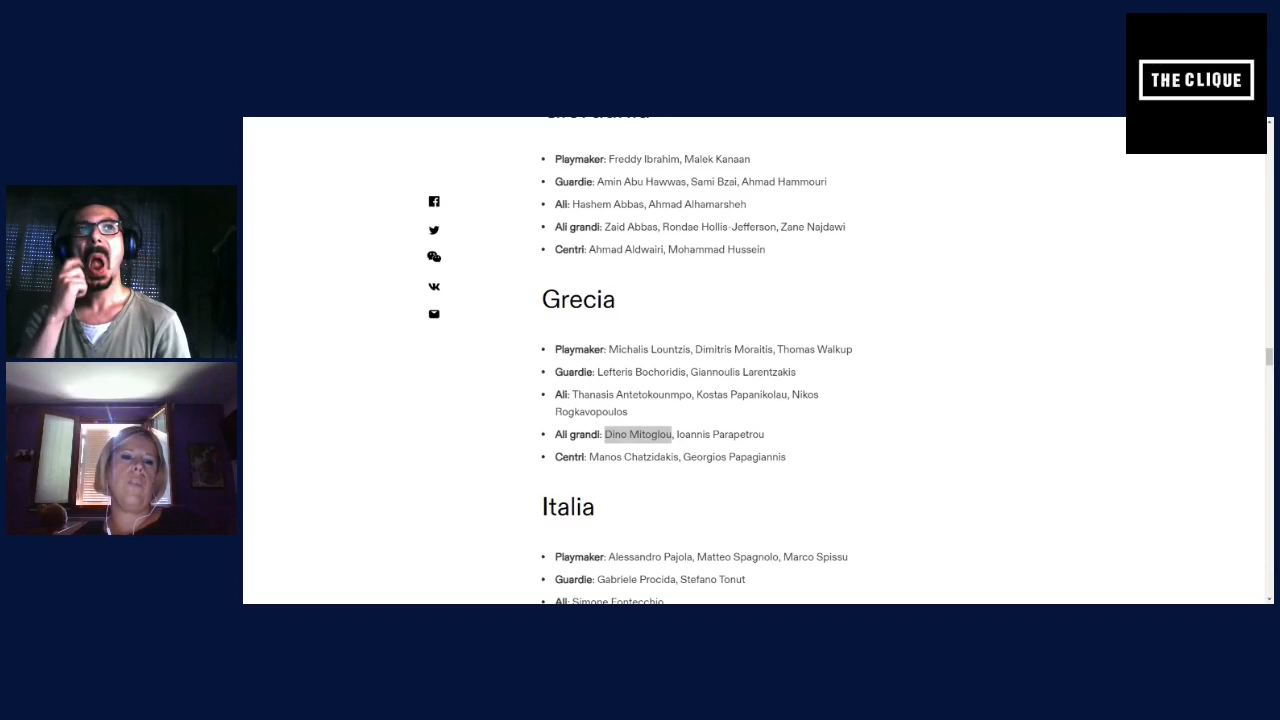 THE CLIQUE
Playmaker: Freddy Ibrahim, Malek Kanaan
Guardie: Amin Abu Hawwas, Sami Bzai, Ahmad Hammouri
Ali: Hashem Abbas, Ahmad Alhamarsheh
Ali grandi: Zaid Abbas, Rondae Hollis-Jefferson, Zane Najdawi
Centri: Ahmad Aldwairi, Mohammad Hussein
Grecia
Playmaker: Michalis Lountzis, Dimitris Moraitis, Thomas Walkup
Guardie: Lefteris Bochoridis, Giannoulis Larentzakis
Ali: Thanasis Antetokounmpo, Kostas Papanikolau, Nikos
Rogkavopoulos
Ali grandi: Dino Mitoglou, Ioannis Parapetrou
Centri: Manos Chatzidakis, Georgios Papagiannis
Italia
Playmaker: Alessandro Pajola, Matteo Spagnolo, Marco Spissu
Guardie: Gabriele Procida, Stefano Tonut
Ali: Simone Fontecchio